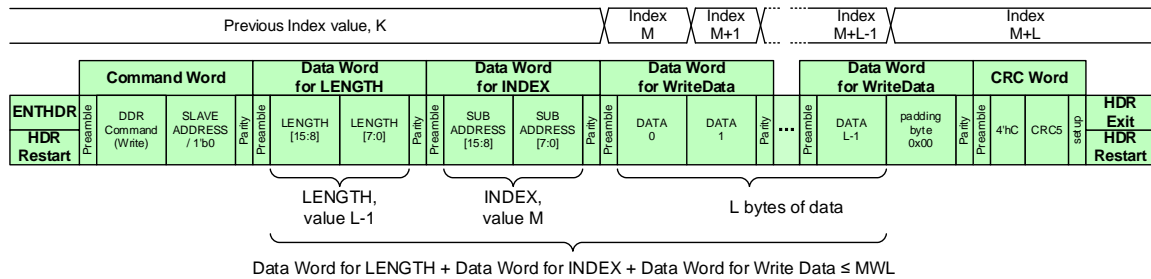 Previous Index value, K
Index
M
Index
M+1
Index
M+L-1
Index
M+L
Command Word
Data Word
for LENGTH
Data Word
for INDEX
Data Word
for WriteData
Data Word
for WriteData
CRC Word
ENTHDR
HDR
Restart
Preamble
DDR
Command
(Write)
SLAVE
ADDRESS
/ 1'b0
Parity
Preamble
LENGTH
[15:8]
LENGTH
[7:0]
Parity
Preamble
SUB
ADDRESS
[15:8]
SUB
ADDRESS
[7:0]
Parity
Preamble
DATA
0
DATA
1
Parity
...
Preamble
DATA
L-1
padding
byte
0x00
Parity
Preamble
4'hC
CRC5
setup
HDR
Exit
HDR
Restart
LENGTH,
value L-1
INDEX,
value M
L bytes of data
Data Word for LENGTH + Data Word for INDEX + Data Word for Write Data ≤ MWL